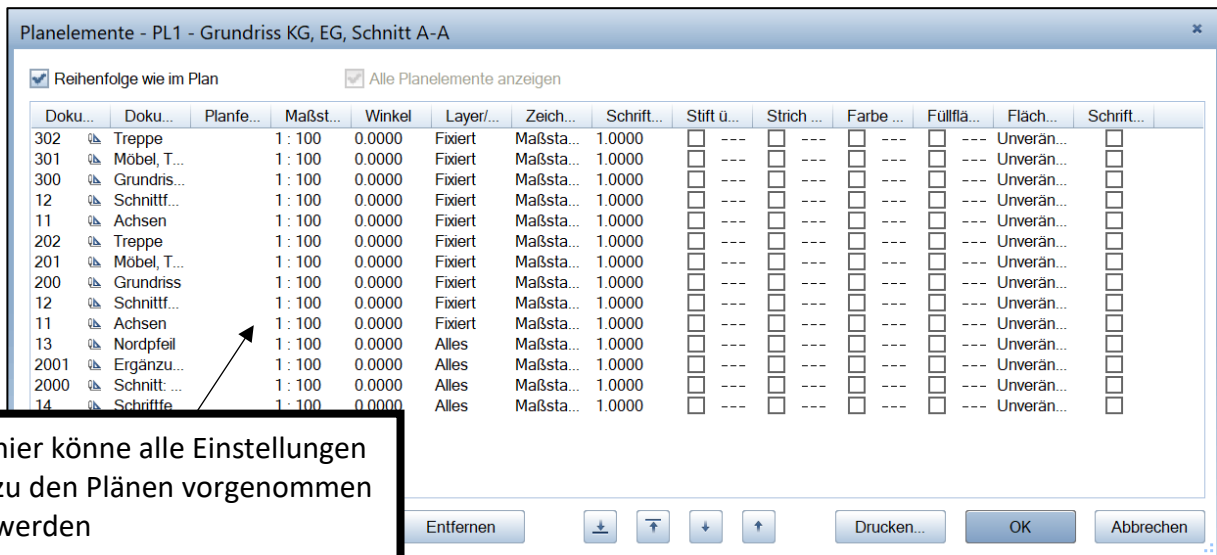 Planelemente - PL1 - Grundriss KG, EG, Schnitt A-A
Reihenfolge wie im Plan Alle Planelemente anzeigen
Doku... Doku... Planfe... Maßst... Winkel Layer/... Zeich... Schrift... Stift ü... Strich ... Farbe ... Füllflä... Fläch... Schrift...
302 Treppe 1 : 100 0.0000 Fixiert Maßsta... 1.0000 --- --- --- --- Unverän...
301 Möbel, T... 1 : 100 0.0000 Fixiert Maßsta... 1.0000 --- --- --- --- Unverän...
300 Grundris... 1 : 100 0.0000 Fixiert Maßsta... 1.0000 --- --- --- --- Unverän...
12 Schnittf... 1 : 100 0.0000 Fixiert Maßsta... 1.0000 --- --- --- --- Unverän...
11 Achsen 1 : 100 0.0000 Fixiert Maßsta... 1.0000 --- --- --- --- Unverän...
202 Treppe 1 : 100 0.0000 Fixiert Maßsta... 1.0000 --- --- --- --- Unverän...
201 Möbel, T... 1 : 100 0.0000 Fixiert Maßsta... 1.0000 --- --- --- --- Unverän...
200 Grundriss 1 : 100 0.0000 Fixiert Maßsta... 1.0000 --- --- --- --- Unverän...
12 Schnittf... 1 : 100 0.0000 Fixiert Maßsta... 1.0000 --- --- --- --- Unverän...
11 Achsen 1 : 100 0.0000 Fixiert Maßsta... 1.0000 --- --- --- --- Unverän...
13 Nordpfeil 1 : 100 0.0000 Alles Maßsta... 1.0000 --- --- --- --- Unverän...
2001 Ergänzu... 1 : 100 0.0000 Alles Maßsta... 1.0000 --- --- --- --- Unverän...
2000 Schnitt: ... 1 : 100 0.0000 Alles Maßsta... 1.0000 --- --- --- --- Unverän...
14 Schriftfe 1 : 100 0.0000 Alles Maßsta... 1.0000 --- --- --- --- Unverän...
hier könne alle Einstellungen
zu den Plänen vorgenommen
werden
Entfernen Drucken... OK Abbrechen